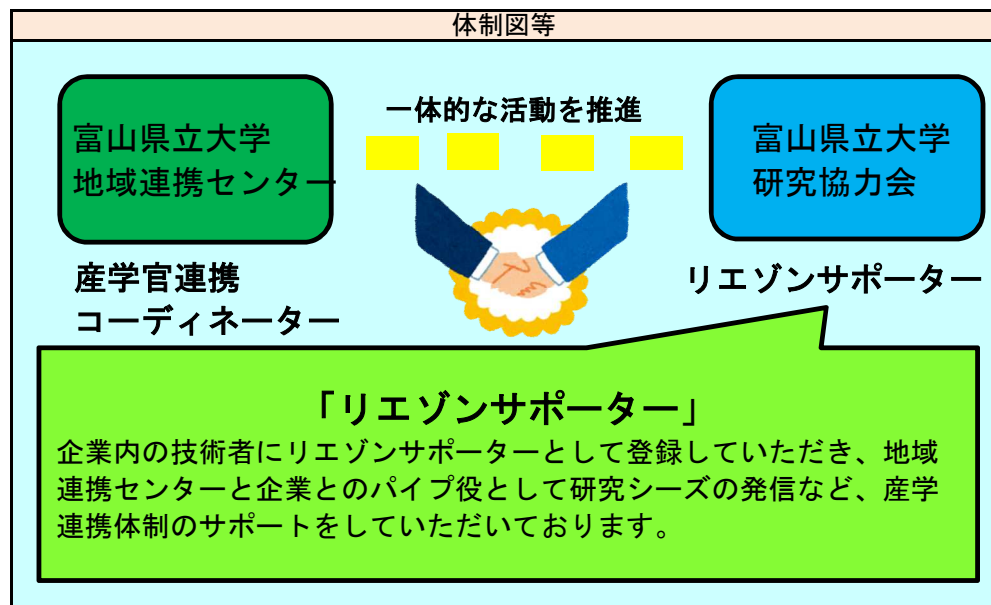 体制図等
富山県立大学
地域連携センター
一体的な活動を推進
富山県立大学
研究協力会
産学官連携
コーディネーター
リエゾンサポーター
「リエゾンサポーター」
企業内の技術者にリエゾンサポーターとして登録していただき、地域
連携センターと企業とのパイプ役として研究シーズの発信など、産学
連携体制のサポートをしていただいております。